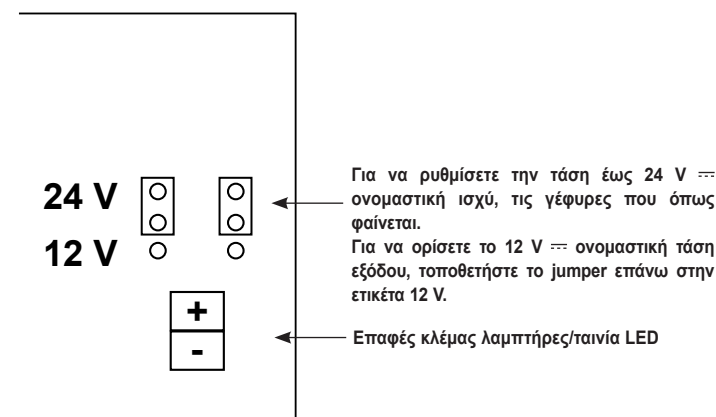 24 V
12 V
+
-
Για να ρυθμίσετε την τάση έως 24 V ⎓
ονομαστική ισχύ, τις γέφυρες που όπως
φαίνεται.
Για να ορίσετε το 12 V ⎓ ονομαστική τάση
εξόδου, τοποθετήστε το jumper επάνω στην
ετικέτα 12 V.
Επαφές κλέμας λαμπτήρες/ταινία LED